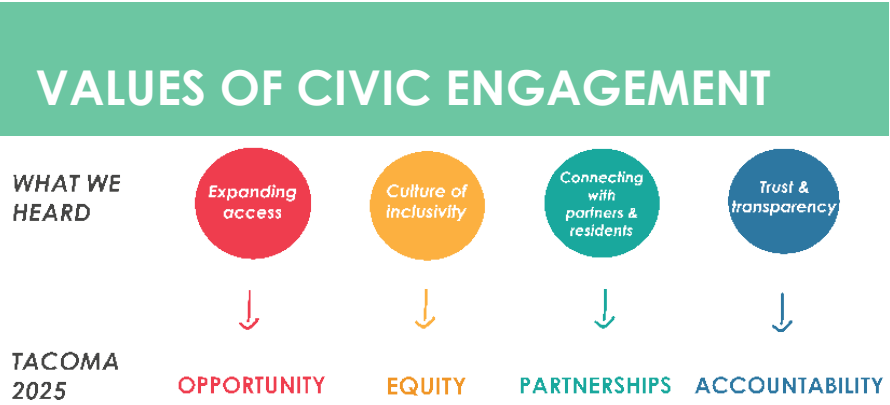 VALUES OF CIVIC ENGAGEMENT
WHAT WE
HEARD
Expanding
access
Culture of
inclusivity
Connecting
with
partners &
residents
Trust &
transparency
TACOMA
2025
OPPORTUNITY
EQUITY
PARTNERSHIPS
ACCOUNTABILITY